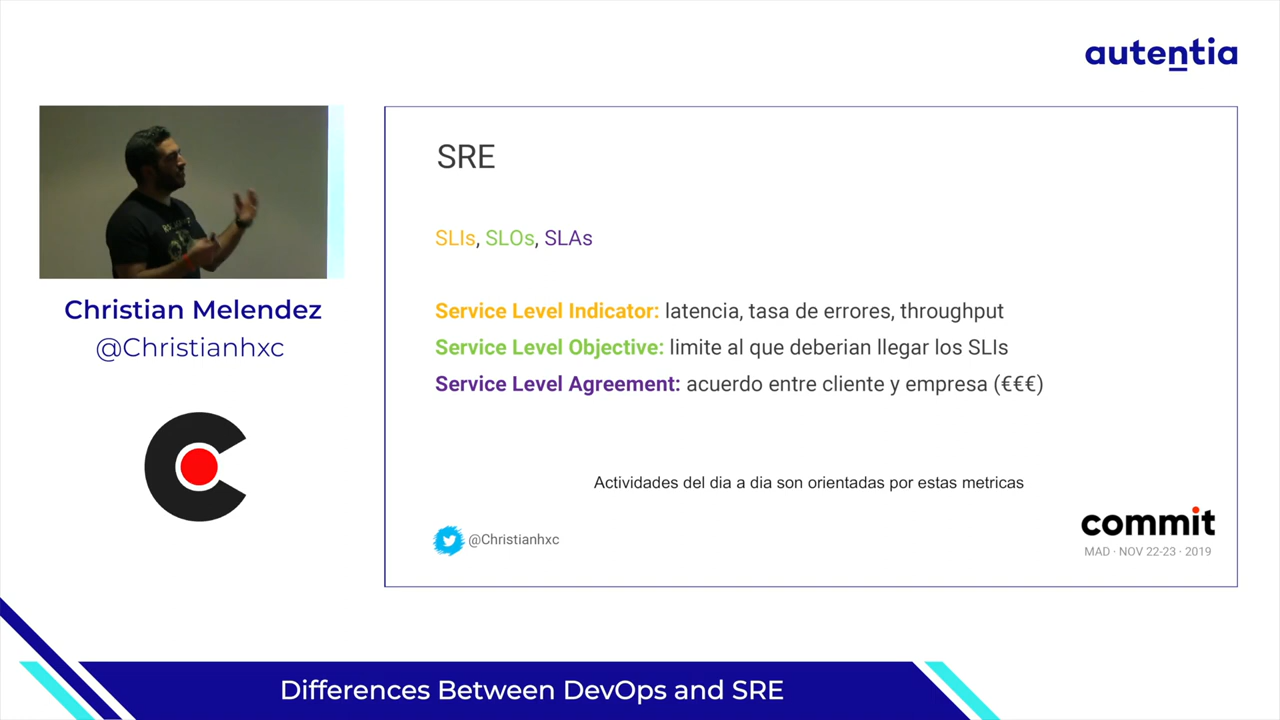 autentia
Christian Melendez
@Christianhxc
SRE
SLIs, SLOs, SLAs
Service Level Indicator: latencia, tasa de errores, throughput
Service Level Objective: limite al que deberian llegar los SLIs
Service Level Agreement: acuerdo entre cliente y empresa (€€€)
Actividades del dia a dia son orientadas por estas metricas
@Christianhxc
commit
MAD · NOV 22-23 · 2019
Differences Between DevOps and SRE